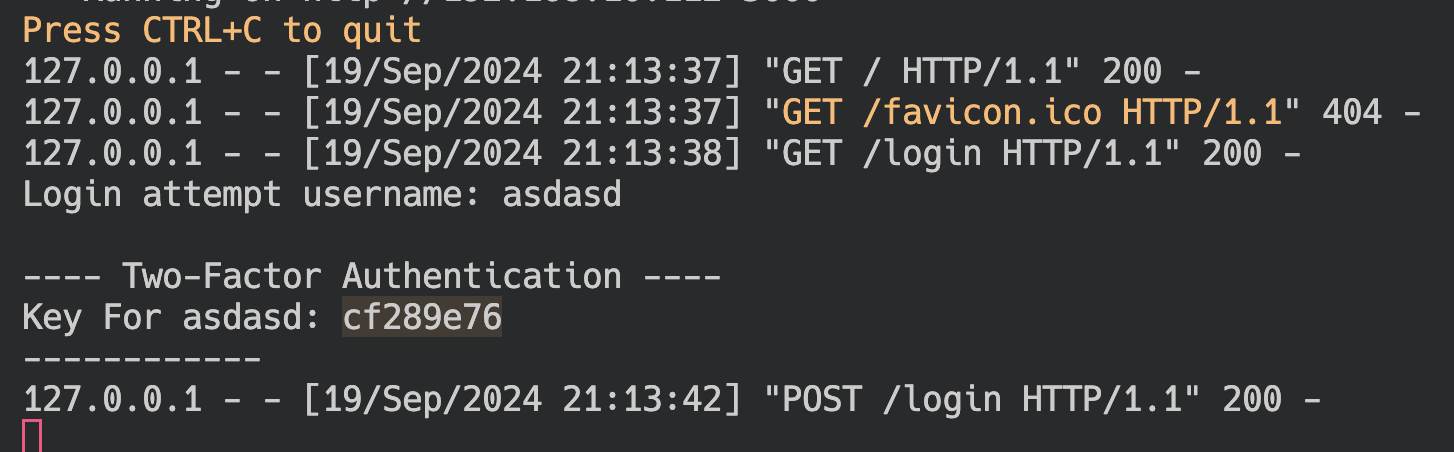 Press CTRL+C to quit
127.0.0.1 - - [19/Sep/2024 21:13:37] "GET / HTTP/1.1" 200 -
127.0.0.1 - - [19/Sep/2024 21:13:37] "GET /favicon.ico HTTP/1.1" 404 -
127.0.0.1 - - [19/Sep/2024 21:13:38] "GET /login HTTP/1.1" 200 -
Login attempt username: asdasd
---- Two-Factor Authentication ----
Key For asdasd: cf289e76
------------
127.0.0.1 - - [19/Sep/2024 21:13:42] "POST /login HTTP/1.1" 200 -